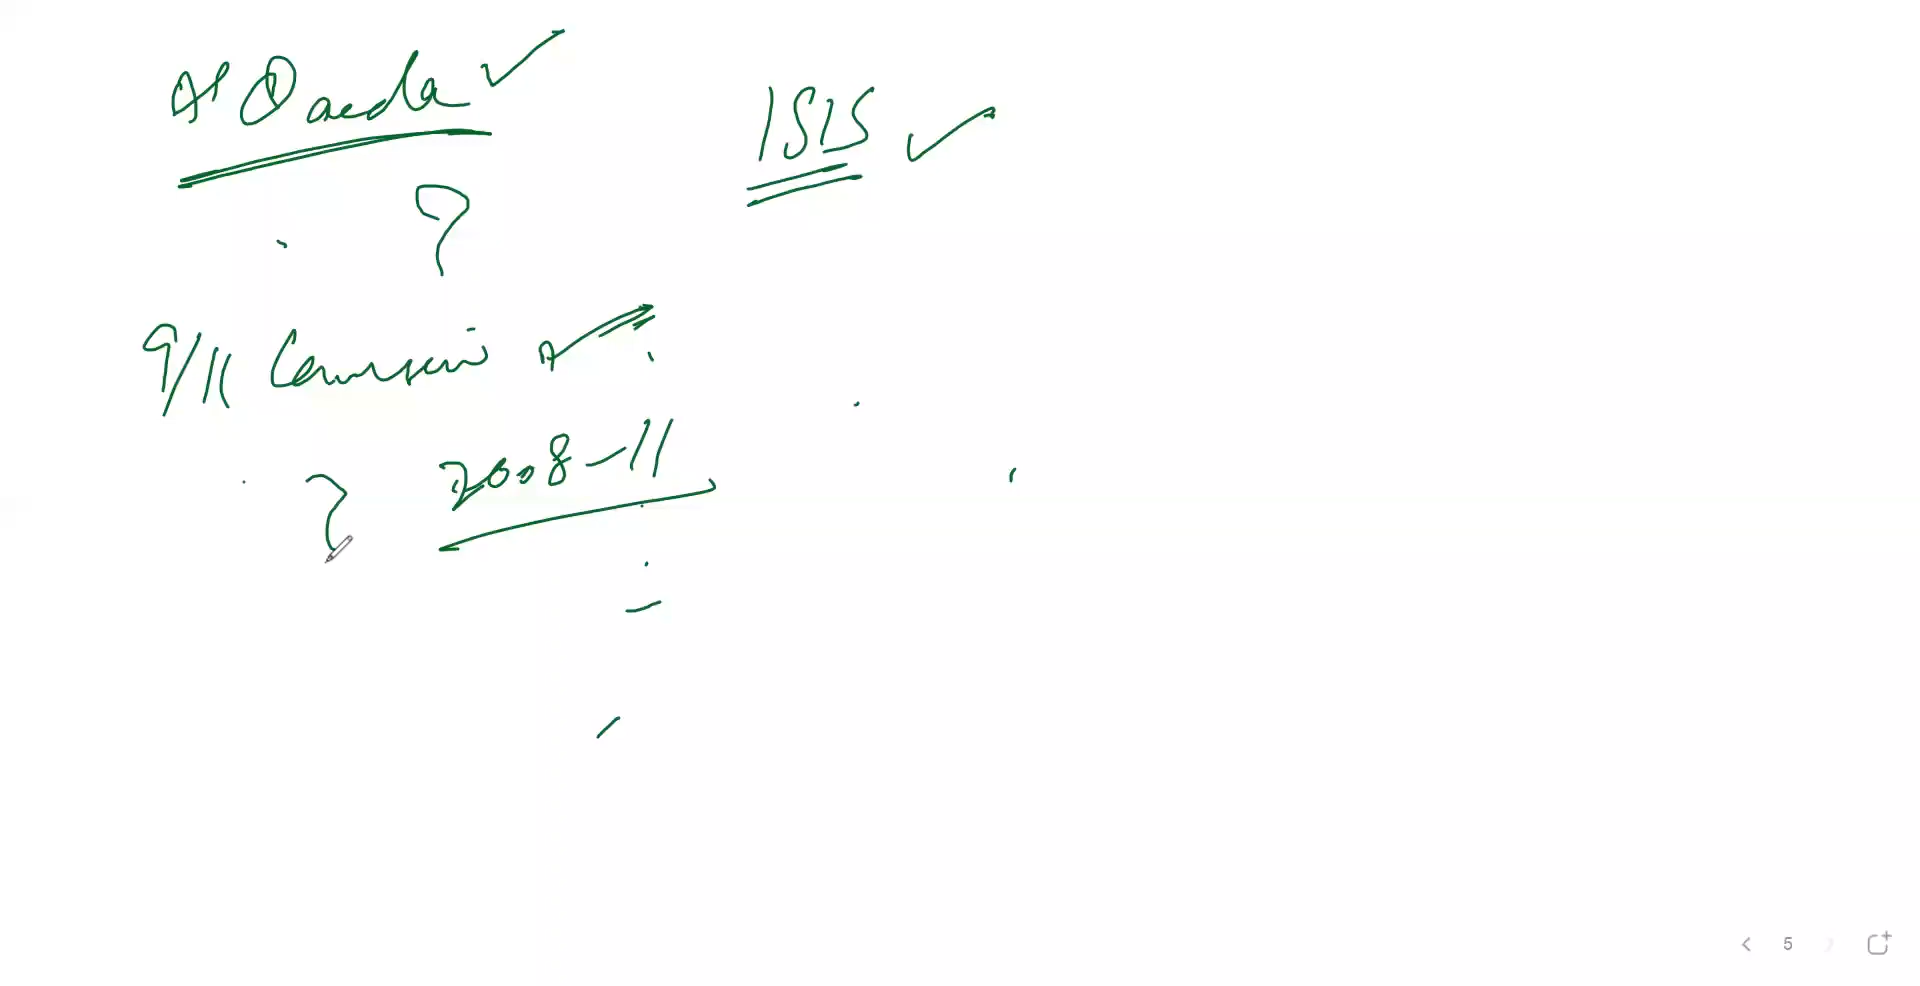 Al Qaeda ✓
ISIS ✓
?
9/11 Commission
? 2008-11
5